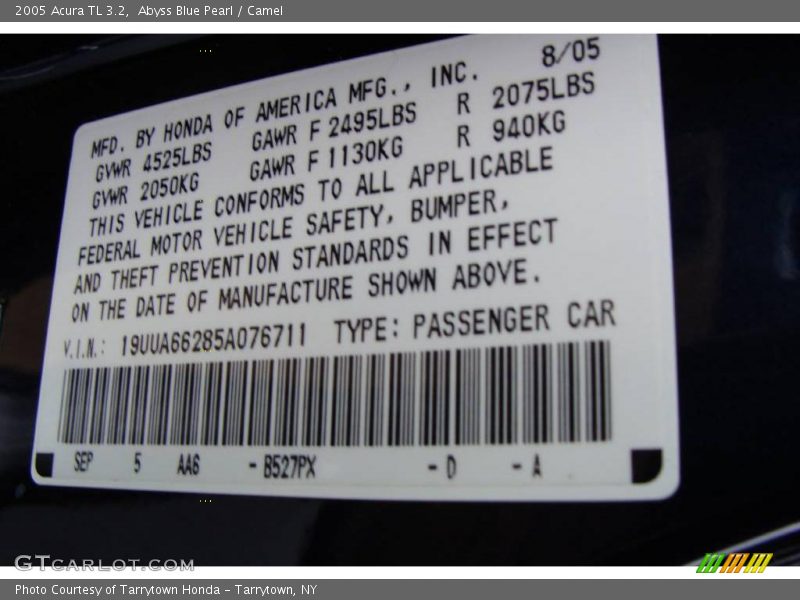 2005 Acura TL 3.2,  Abyss Blue Pearl / Camel
MFD. BY HONDA OF AMERICA MFG., INC. 8/05
GVWR 4525LBS GAWR F 2495LBS R 2075LBS
GVWR 2050KG GAWR F 1130KG R 940KG
THIS VEHICLE CONFORMS TO ALL APPLICABLE
FEDERAL MOTOR VEHICLE SAFETY, BUMPER,
AND THEFT PREVENTION STANDARDS IN EFFECT
ON THE DATE OF MANUFACTURE SHOWN ABOVE.
V.I.N.: 19UUA66285A076711 TYPE: PASSENGER CAR
SEP 5 AA6 - B527PX - D - A
GTCARLOT.COM
Photo Courtesy of Tarrytown Honda - Tarrytown, NY